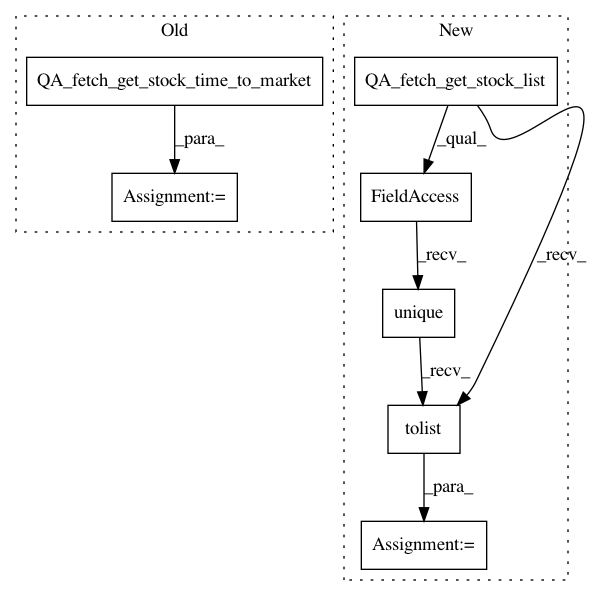 Old
New
QA_fetch_get_stock_time_to_market
QA_fetch_get_stock_list
_para_
_qual_
Assignment:=
FieldAccess
_recv_
_recv_
unique
_recv_
tolist
_para_
Assignment:=